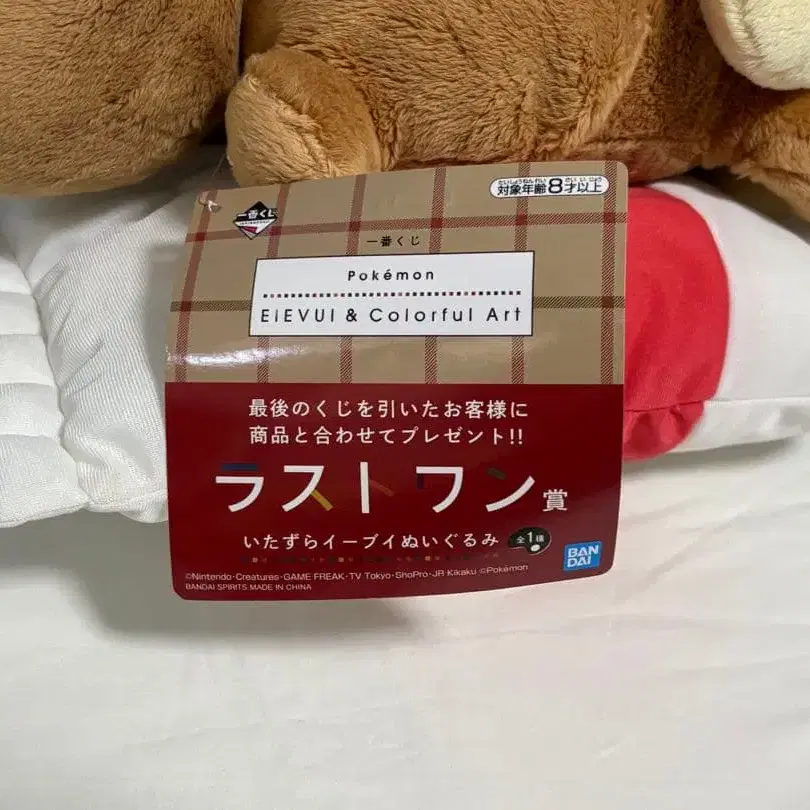 一番くじ
たいしょうねんれい さい い じょう
対象年齢8才以上
一番くじ
Pokémon
EIEVUI & Colorful Art
最後のくじを引いたお客様に
商品と合わせてプレゼント!!
ラストワン賞
いたずらイーブイぬいぐるみ 全1種
BAN
DAI
©Nintendo・Creatures・GAME FREAK・TV Tokyo・ShoPro・JR Kikaku ©Pokémon
BANDAI SPIRITS MADE IN CHINA